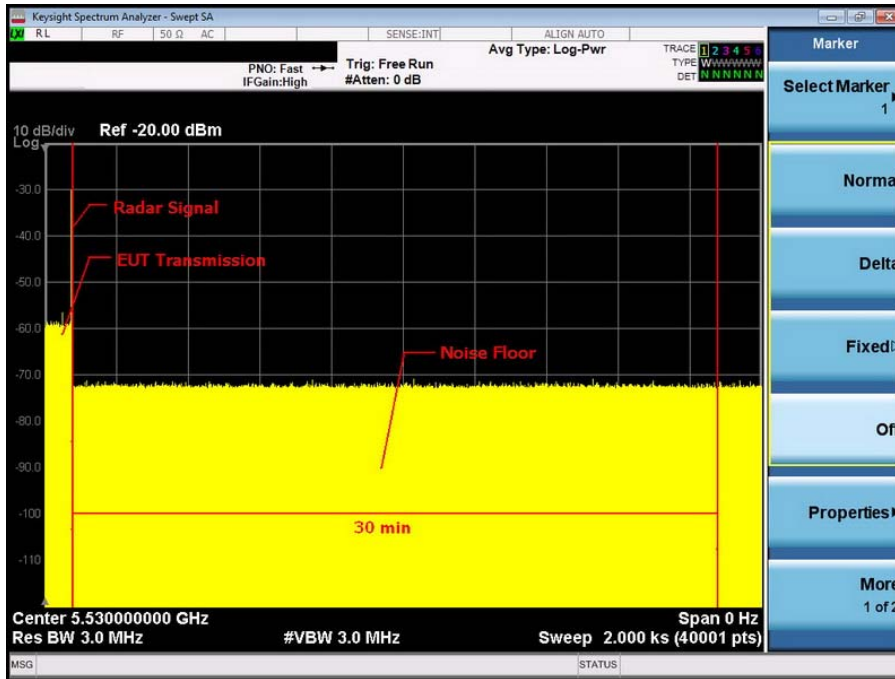 Keysight Spectrum Analyzer - Swept SA
LXI RL RF 50 Ω AC SENSE:INT ALIGN AUTO
Avg Type: Log-Pwr
TRACE 1 2 3 4 5 6
TYPE WWWWWW
DET N N N N N N
PNO: Fast
IFGain:High
Trig: Free Run
#Atten: 0 dB
10 dB/div Ref -20.00 dBm
Log
-30.0
-40.0
-50.0
-60.0
-70.0
-80.0
-90.0
-100
-110
Radar Signal
EUT Transmission
Noise Floor
30 min
Center 5.530000000 GHz Span 0 Hz
Res BW 3.0 MHz #VBW 3.0 MHz Sweep 2.000 ks (40001 pts)
MSG STATUS
Marker
Select Marker
1
Norma
Delta
Fixed
Of
Properties
More
1 of 2